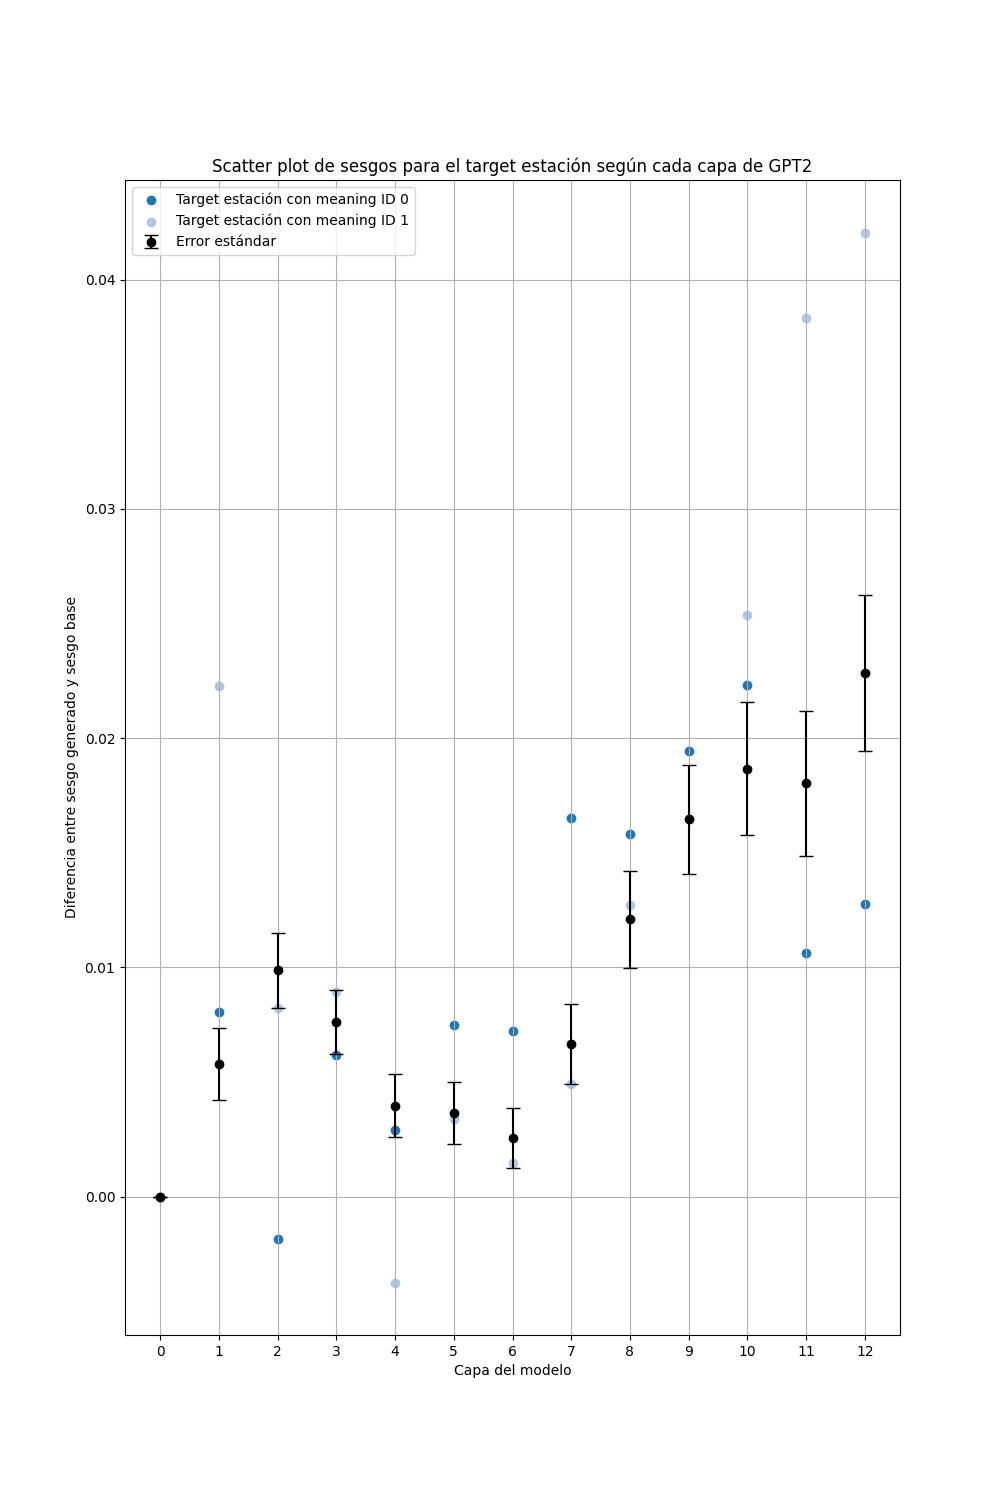 Scatter plot de sesgos para el target estación según cada capa de GPT2
Target estación con meaning ID 0
Target estación con meaning ID 1
Error estándar
0.04
0.03
0.02
0.01
0.00
Diferencia entre sesgo generado y sesgo base
0 1 2 3 4 5 6 7 8 9 10 11 12
Capa del modelo